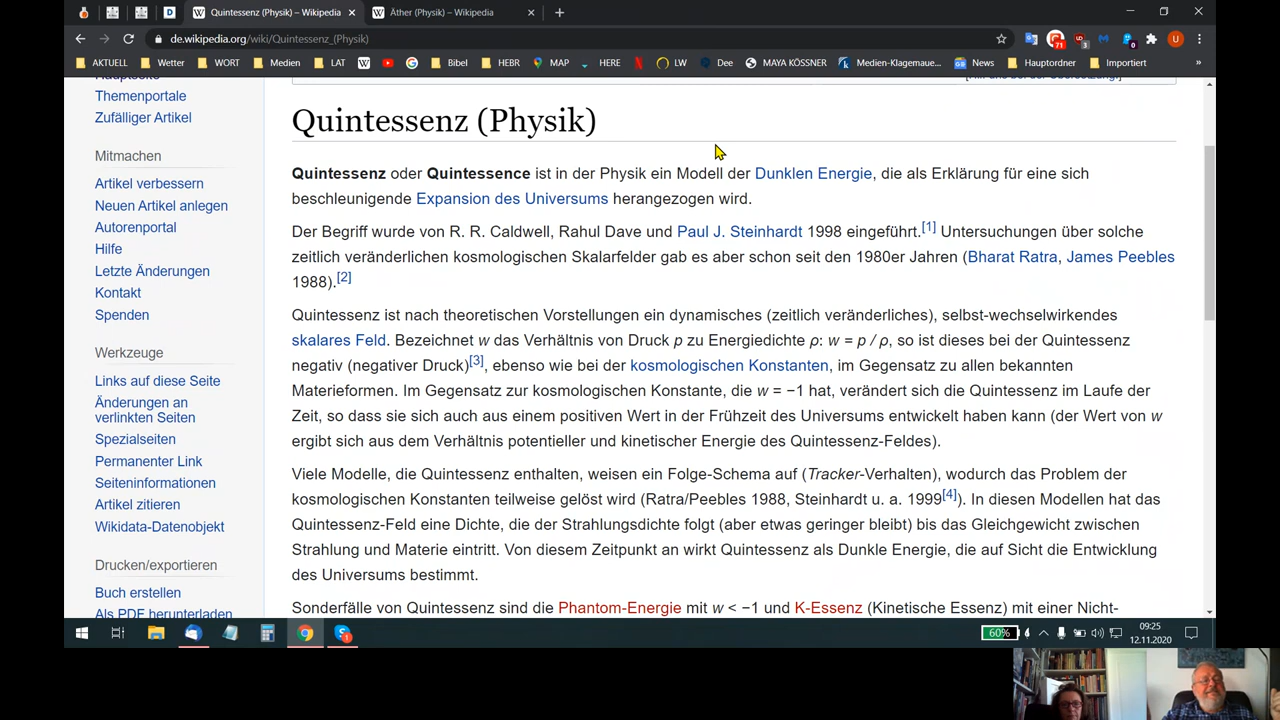 Quintessenz (Physik) – Wikipedia
Äther (Physik) – Wikipedia
de.wikipedia.org/wiki/Quintessenz_(Physik)
71
3
0
U
AKTUELL Wetter WORT Medien LAT Bibel HEBR MAP HERE LW Dee MAYA KÖSSNER Medien-Klagemaue... News Hauptordner Importiert »
Hauptseite
Themenportale
Zufälliger Artikel
Mitmachen
Artikel verbessern
Neuen Artikel anlegen
Autorenportal
Hilfe
Letzte Änderungen
Kontakt
Spenden
Werkzeuge
Links auf diese Seite
Änderungen an
verlinkten Seiten
Spezialseiten
Permanenter Link
Seiteninformationen
Artikel zitieren
Wikidata-Datenobjekt
Drucken/exportieren
Buch erstellen
Als PDF herunterladen
Quintessenz (Physik)
Quintessenz oder Quintessence ist in der Physik ein Modell der Dunklen Energie, die als Erklärung für eine sich
beschleunigende Expansion des Universums herangezogen wird.
Der Begriff wurde von R. R. Caldwell, Rahul Dave und Paul J. Steinhardt 1998 eingeführt.[1] Untersuchungen über solche
zeitlich veränderlichen kosmologischen Skalarfelder gab es aber schon seit den 1980er Jahren (Bharat Ratra, James Peebles
1988).[2]
Quintessenz ist nach theoretischen Vorstellungen ein dynamisches (zeitlich veränderliches), selbst-wechselwirkendes
skalares Feld. Bezeichnet w das Verhältnis von Druck p zu Energiedichte ρ: w = p / ρ, so ist dieses bei der Quintessenz
negativ (negativer Druck)[3], ebenso wie bei der kosmologischen Konstanten, im Gegensatz zu allen bekannten
Materieformen. Im Gegensatz zur kosmologischen Konstante, die w = −1 hat, verändert sich die Quintessenz im Laufe der
Zeit, so dass sie sich auch aus einem positiven Wert in der Frühzeit des Universums entwickelt haben kann (der Wert von w
ergibt sich aus dem Verhältnis potentieller und kinetischer Energie des Quintessenz-Feldes).
Viele Modelle, die Quintessenz enthalten, weisen ein Folge-Schema auf (Tracker-Verhalten), wodurch das Problem der
kosmologischen Konstanten teilweise gelöst wird (Ratra/Peebles 1988, Steinhardt u. a. 1999[4]). In diesen Modellen hat das
Quintessenz-Feld eine Dichte, die der Strahlungsdichte folgt (aber etwas geringer bleibt) bis das Gleichgewicht zwischen
Strahlung und Materie eintritt. Von diesem Zeitpunkt an wirkt Quintessenz als Dunkle Energie, die auf Sicht die Entwicklung
des Universums bestimmt.
Sonderfälle von Quintessenz sind die Phantom-Energie mit w < −1 und K-Essenz (Kinetische Essenz) mit einer Nicht-
60%
09:25
12.11.2020